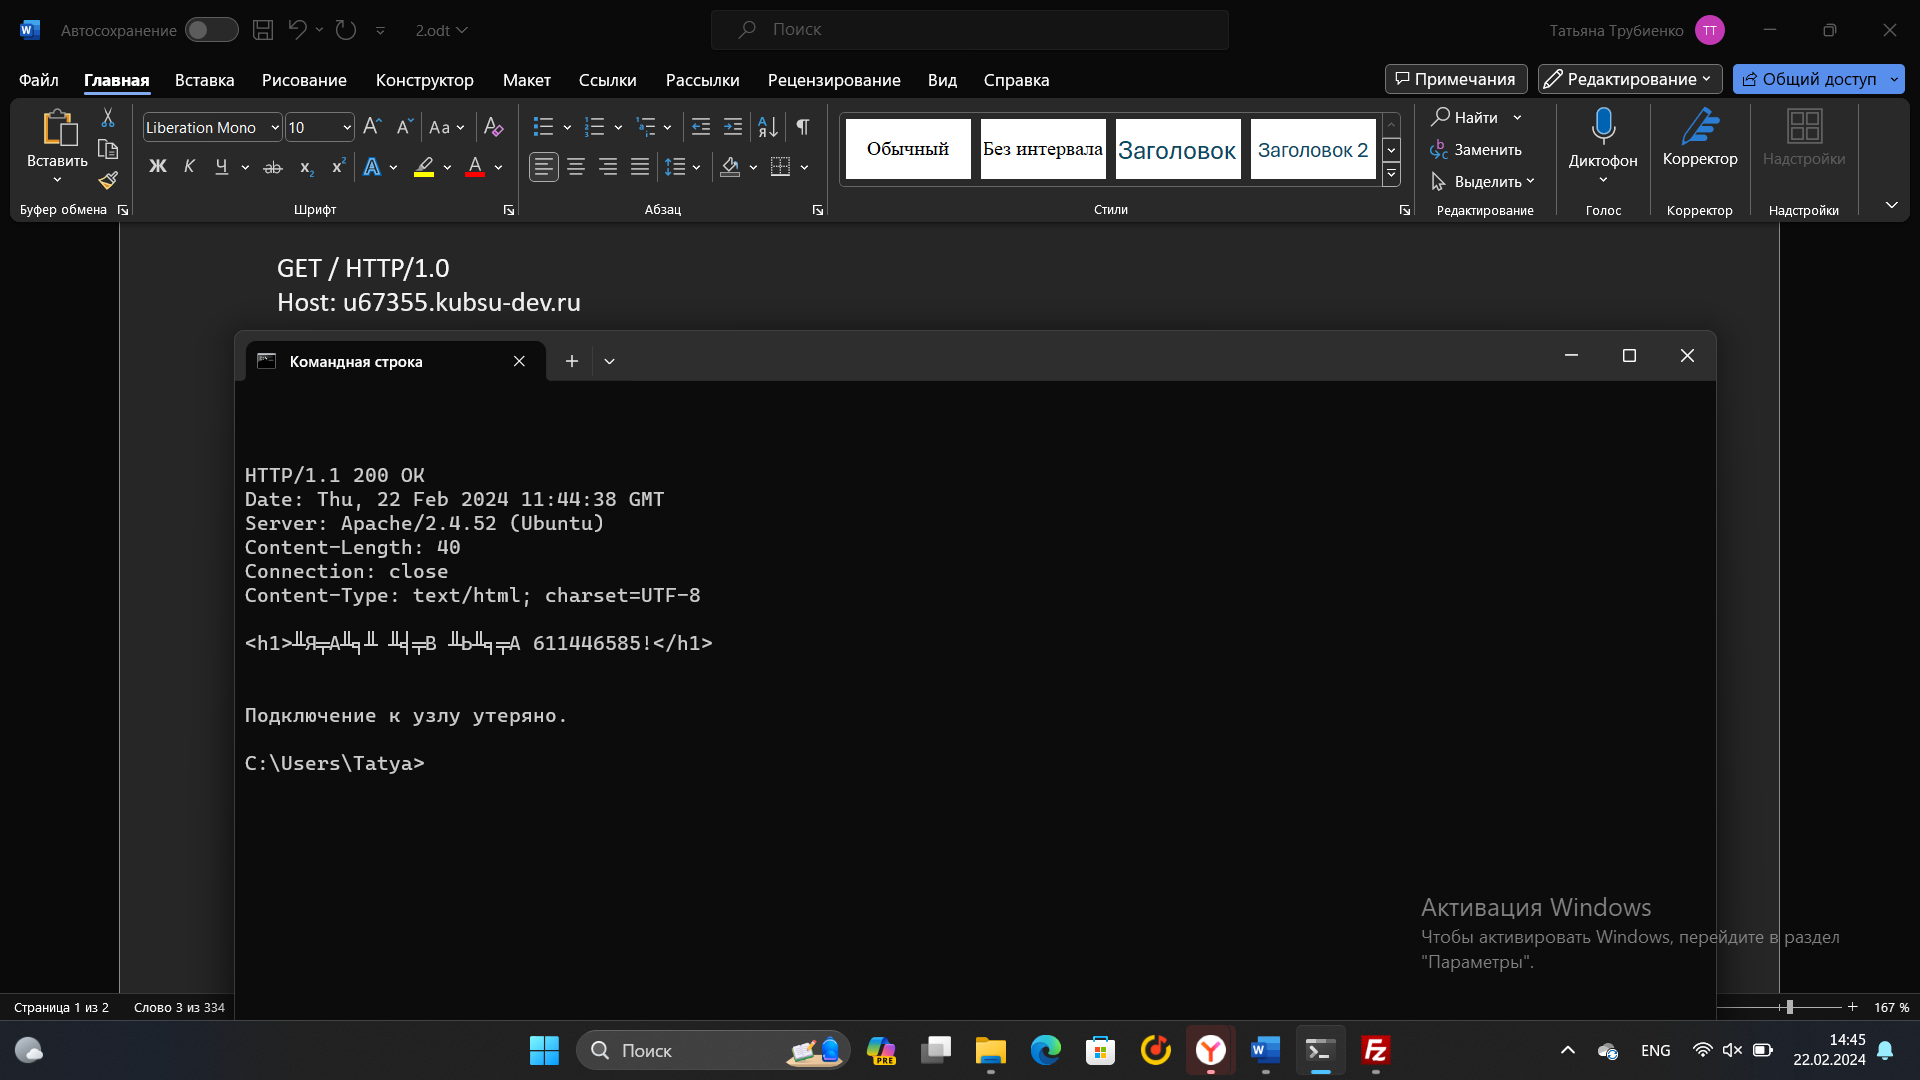 Автосохранение
2.odt
Поиск
Татьяна Трубиенко
ТТ
Файл Главная Вставка Рисование Конструктор Макет Ссылки Рассылки Рецензирование Вид Справка
Примечания Редактирование Общий доступ
Вставить
Буфер обмена
Liberation Mono 10
Aa
Ж К Ч ab x₂ x² A A
Шрифт
Абзац
Обычный Без интервала Заголовок Заголовок 2
Стили
Найти
Заменить
Выделить
Редактирование
Диктофон
Голос
Корректор
Корректор
Надстройки
Надстройки
GET / HTTP/1.0
Host: u67355.kubsu-dev.ru
Командная строка
HTTP/1.1 200 OK
Date: Thu, 22 Feb 2024 11:44:38 GMT
Server: Apache/2.4.52 (Ubuntu)
Content-Length: 40
Connection: close
Content-Type: text/html; charset=UTF-8
<h1>╨Я╤А╨╕╨ ╨╡╤В ╨Ь╨╕╤А 611446585!</h1>
Подключение к узлу утеряно.
C:\Users\Tatya>
Активация Windows
Чтобы активировать Windows, перейдите в раздел
"Параметры".
Страница 1 из 2 Слово 3 из 334
167 %
Поиск
PRE
ENG
14:45
22.02.2024